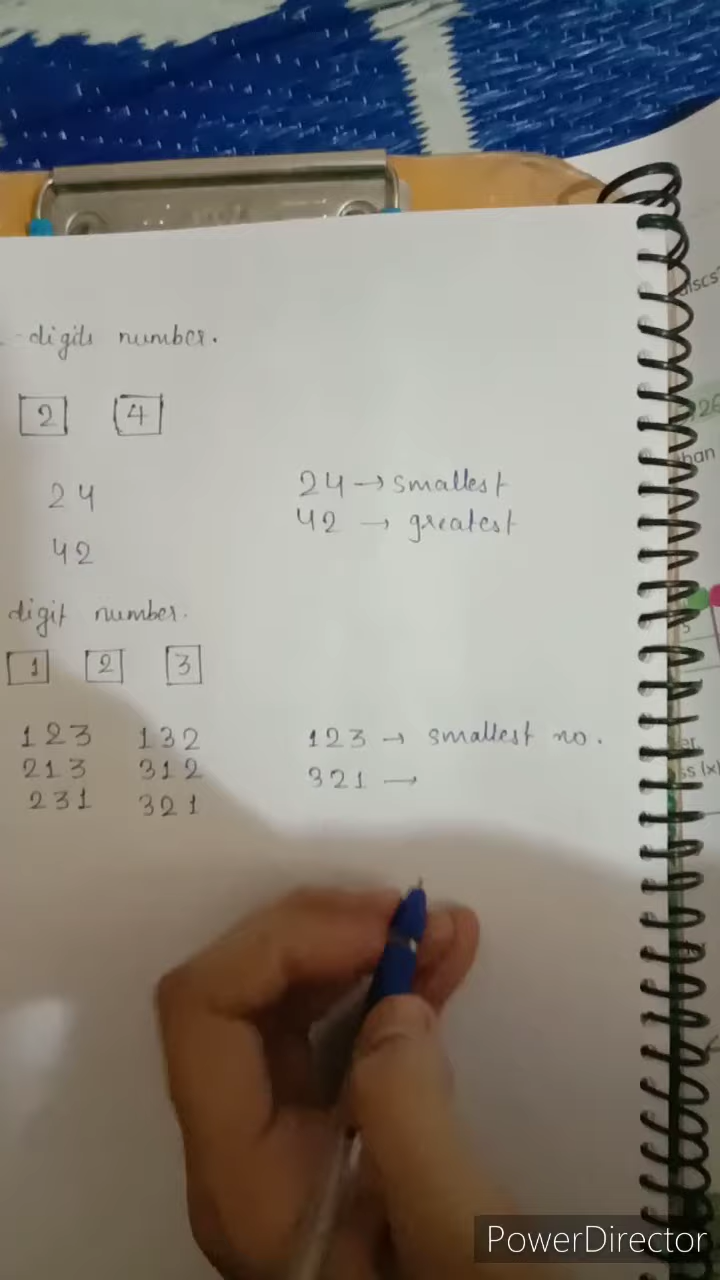 digits number.
2 4
24
42
24 → smallest
42 → greatest
digit number.
1 2 3
123 132
213 312
231 321
123 → smallest no.
321 →
PowerDirector